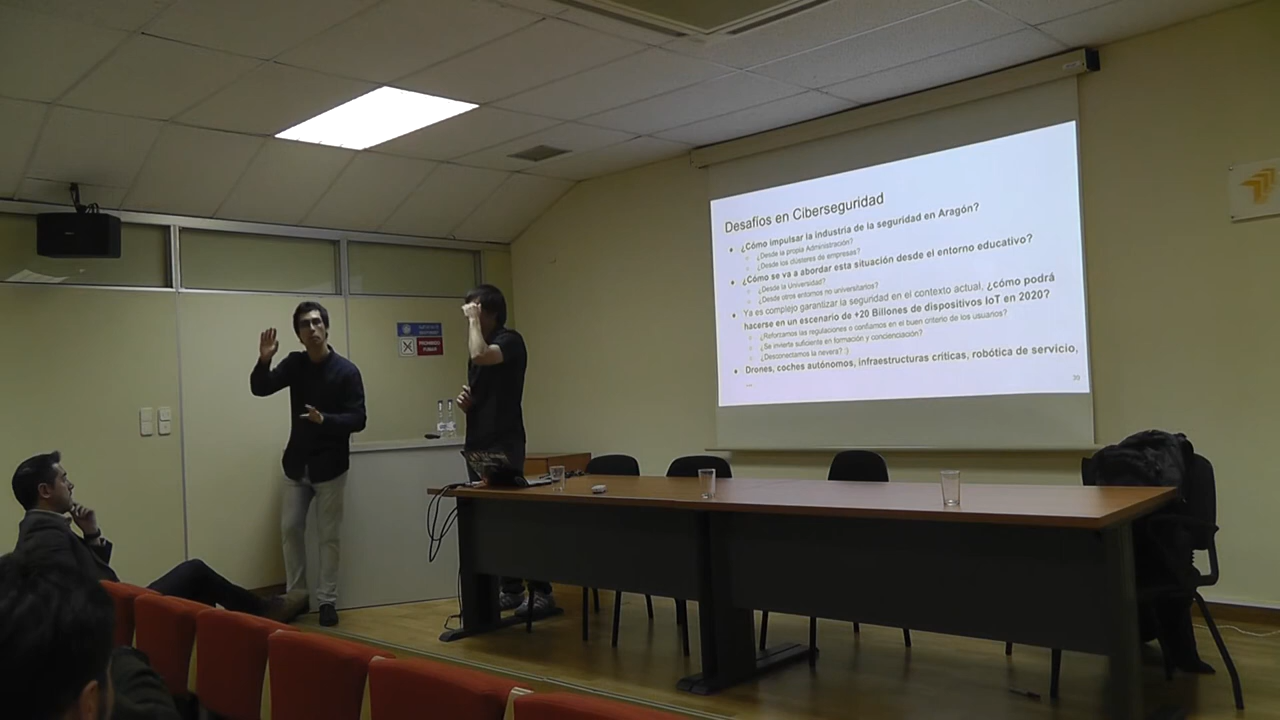 Desafíos en Ciberseguridad
● ¿Cómo impulsar la industria de la seguridad en Aragón?
○ ¿Desde la propia Administración?
○ ¿Desde los clústeres de empresas?
● ¿Cómo se va a abordar esta situación desde el entorno educativo?
○ ¿Desde la Universidad?
○ ¿Desde otros entornos no universitarios?
● Ya es complejo garantizar la seguridad en el contexto actual, ¿cómo podrá
hacerse en un escenario de +20 Billones de dispositivos IoT en 2020?
○ ¿Reforzamos las regulaciones o confiamos en el buen criterio de los usuarios?
○ ¿Se invierte suficiente en formación y concienciación?
○ ¿Desconectamos la nevera? :)
● Drones, coches autónomos, infraestructuras críticas, robótica de servicio,
...
PROHIBIDO
FUMAR